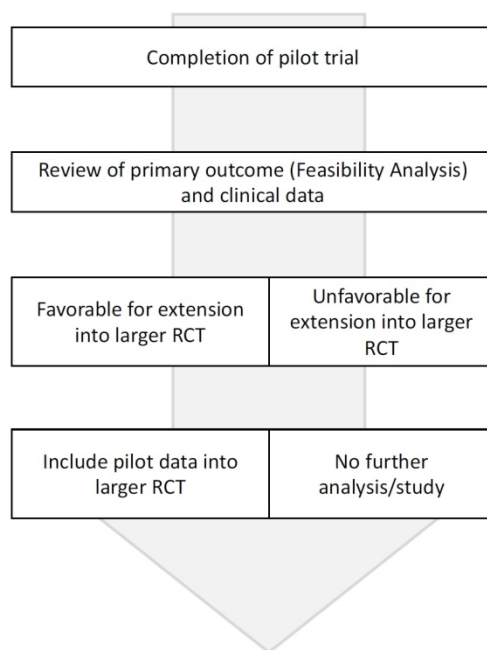 Completion of pilot trial
Review of primary outcome (Feasibility Analysis)
and clinical data
Favorable for extension
into larger RCT
Unfavorable for
extension into larger
RCT
Include pilot data into
larger RCT
No further
analysis/study